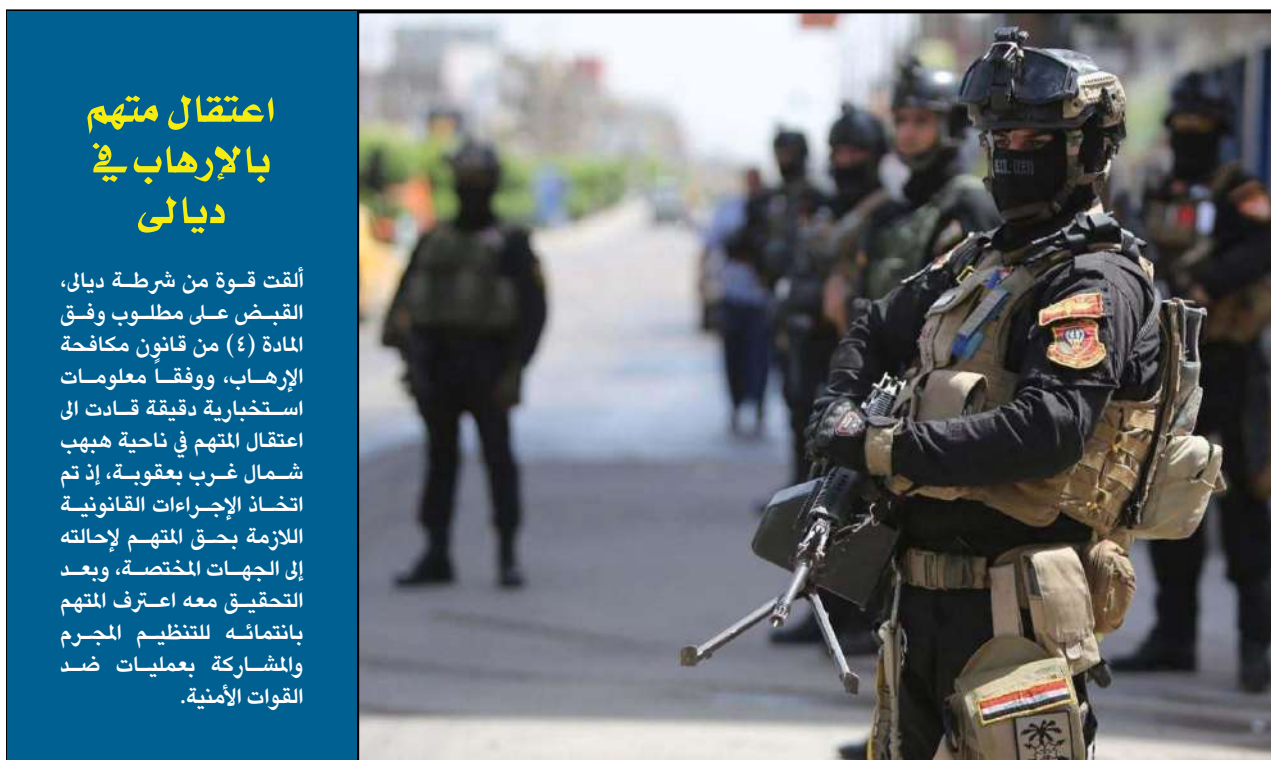 اعتقال متهم
بالإرهاب في
ديالى
ألقت قوة من شرطة ديالى،
القبض على مطلوب وفق
المادة (٤) من قانون مكافحة
الإرهاب، ووفقاً معلومات
استخبارية دقيقة قادت الى
اعتقال المتهم في ناحية هبهب
شمال غرب بعقوبة، إذ تم
اتخاذ الإجراءات القانونية
اللازمة بحق المتهم لإحالته
إلى الجهات المختصة، وبعد
التحقيق معه اعترف المتهم
بانتمائه للتنظيم المجرم
والمشاركة بعمليات ضد
القوات الأمنية.